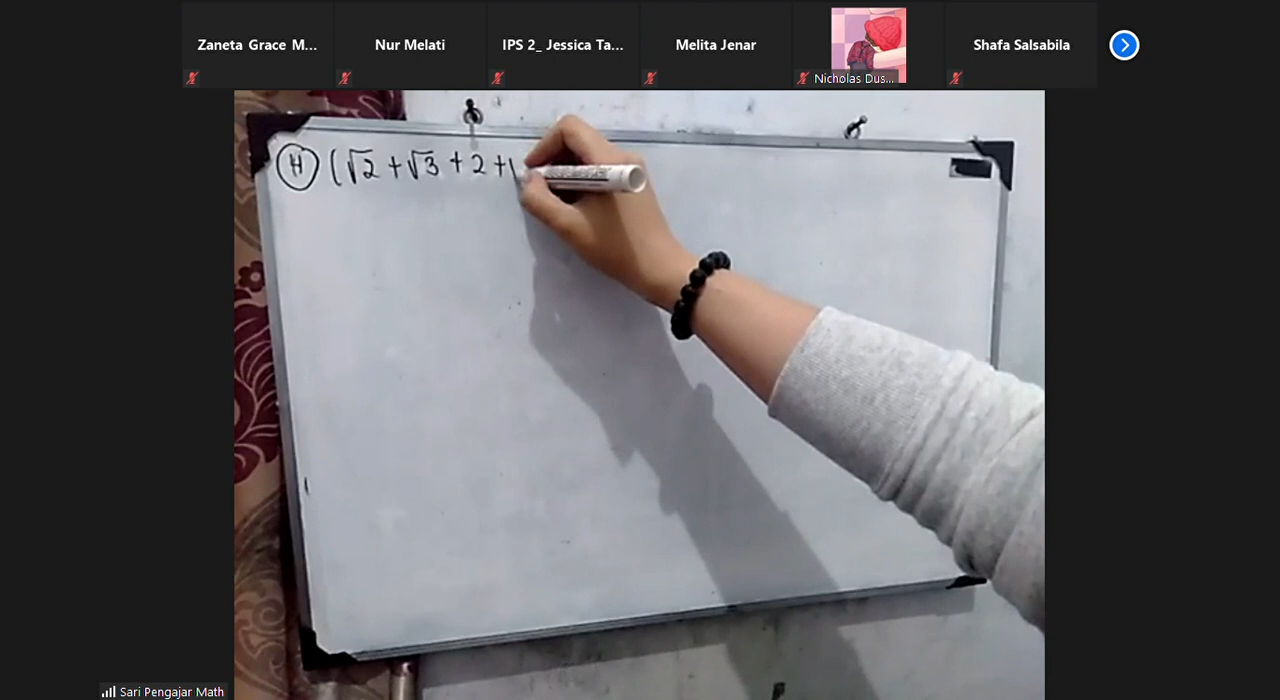 Zaneta Grace M...
Nur Melati
IPS 2_ Jessica Ta...
Melita Jenar
Nicholas Dus...
Shafa Salsabila
(H) (√2 + √3 + 2 +
Sari Pengajar Math